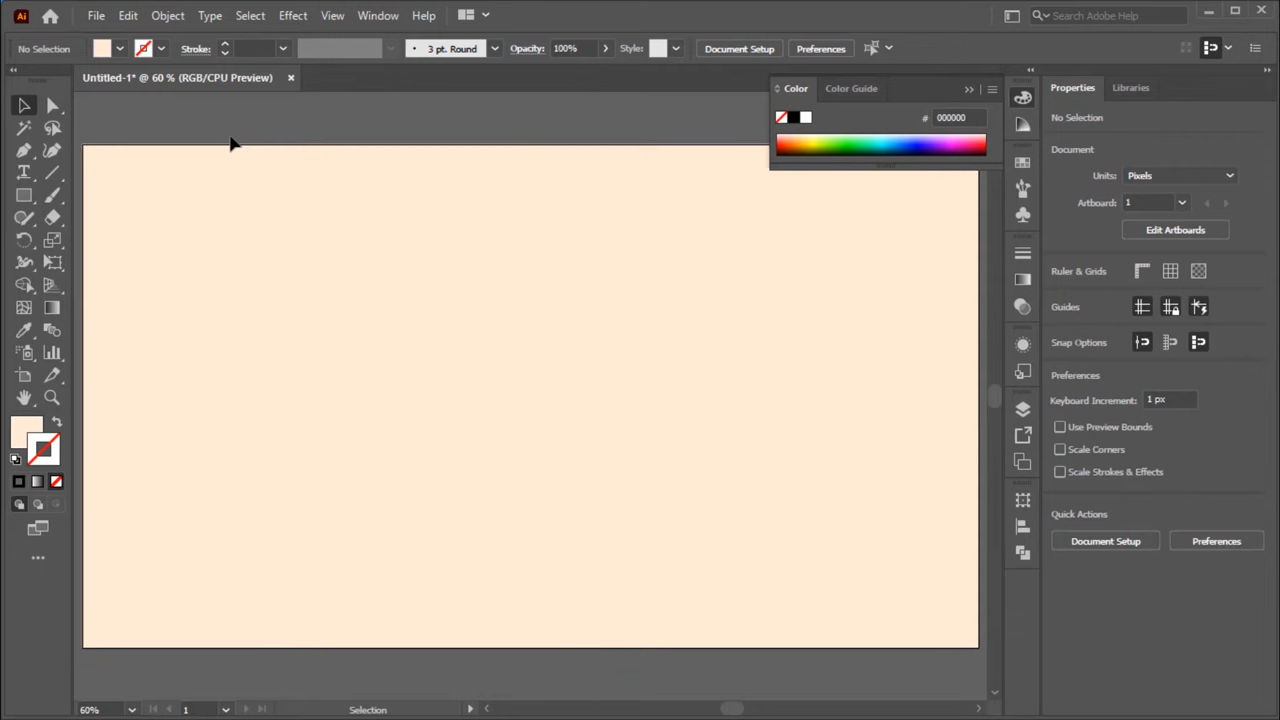 Ai File Edit Object Type Select Effect View Window Help Search Adobe Help
No Selection Stroke: 3 pt. Round Opacity: 100% Style: Document Setup Preferences
Untitled-1* @ 60 % (RGB/CPU Preview) ×
Color Color Guide
# 000000
Properties Libraries
No Selection
Document
Units: Pixels
Artboard: 1
Edit Artboards
Ruler & Grids
Guides
Snap Options
Preferences
Keyboard Increment: 1 px
Use Preview Bounds
Scale Corners
Scale Strokes & Effects
Quick Actions
Document Setup Preferences
60% 1 Selection